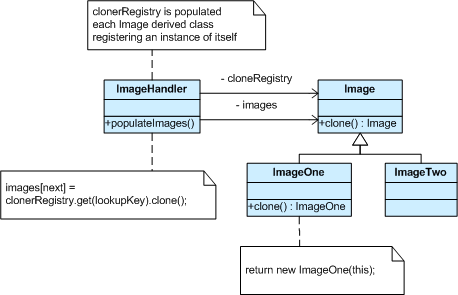 clonerRegistry is populated
each Image derived class
registering an instance of itself
ImageHandler
- cloneRegistry
Image
- images
+populateImages()
+clone() : Image
images[next] =
clonerRegistry.get(lookupKey).clone();
ImageOne
ImageTwo
+clone() : ImageOne
return new ImageOne(this);